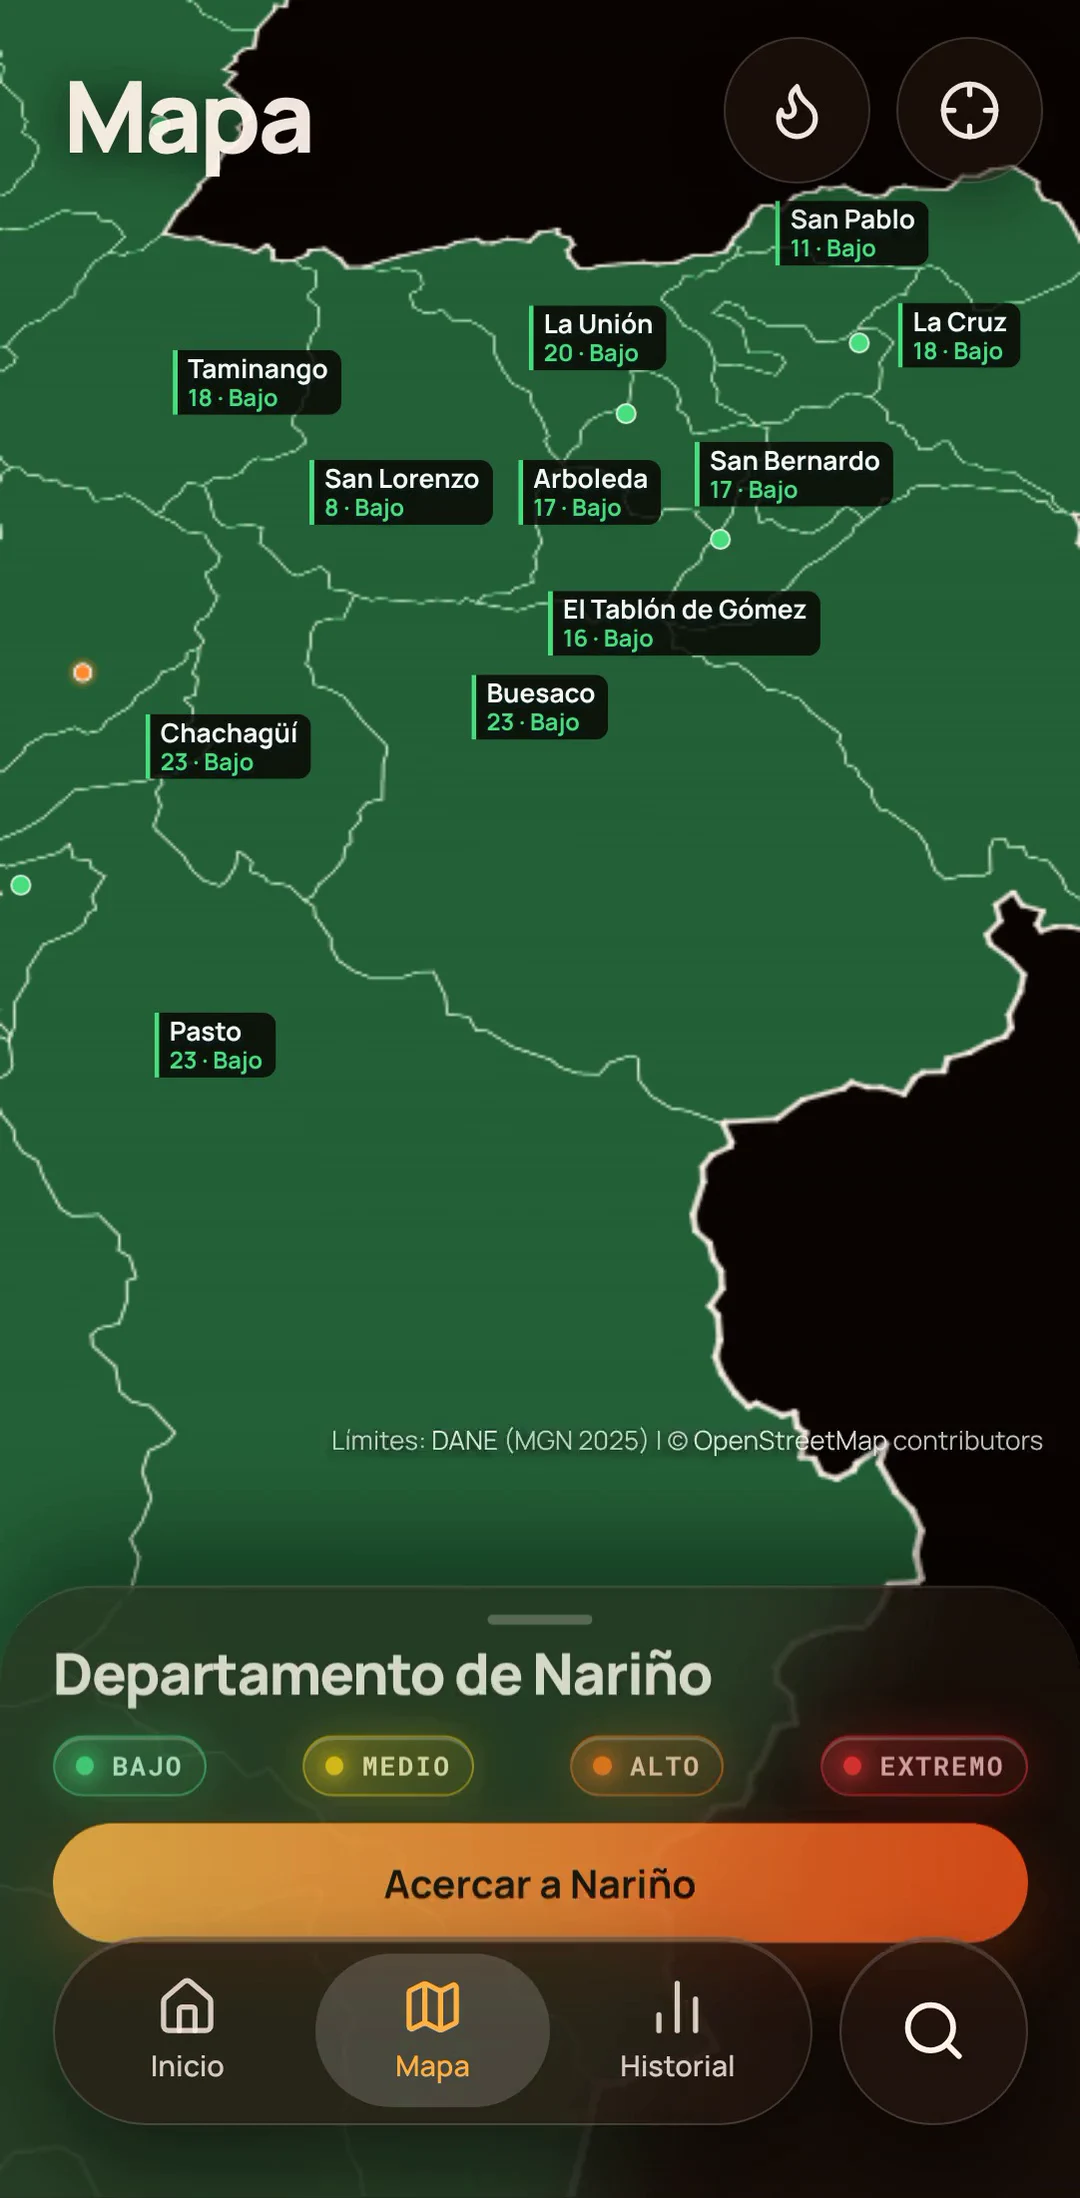 Mapa
San Pablo
11 · Bajo
La Unión
20 · Bajo
La Cruz
18 · Bajo
Taminango
18 · Bajo
San Lorenzo
8 · Bajo
Arboleda
17 · Bajo
San Bernardo
17 · Bajo
El Tablón de Gómez
16 · Bajo
Buesaco
23 · Bajo
Chachagüí
23 · Bajo
Pasto
23 · Bajo
Límites: DANE (MGN 2025) | © OpenStreetMap contributors
Departamento de Nariño
BAJO MEDIO ALTO EXTREMO
Acercar a Nariño
Inicio Mapa Historial